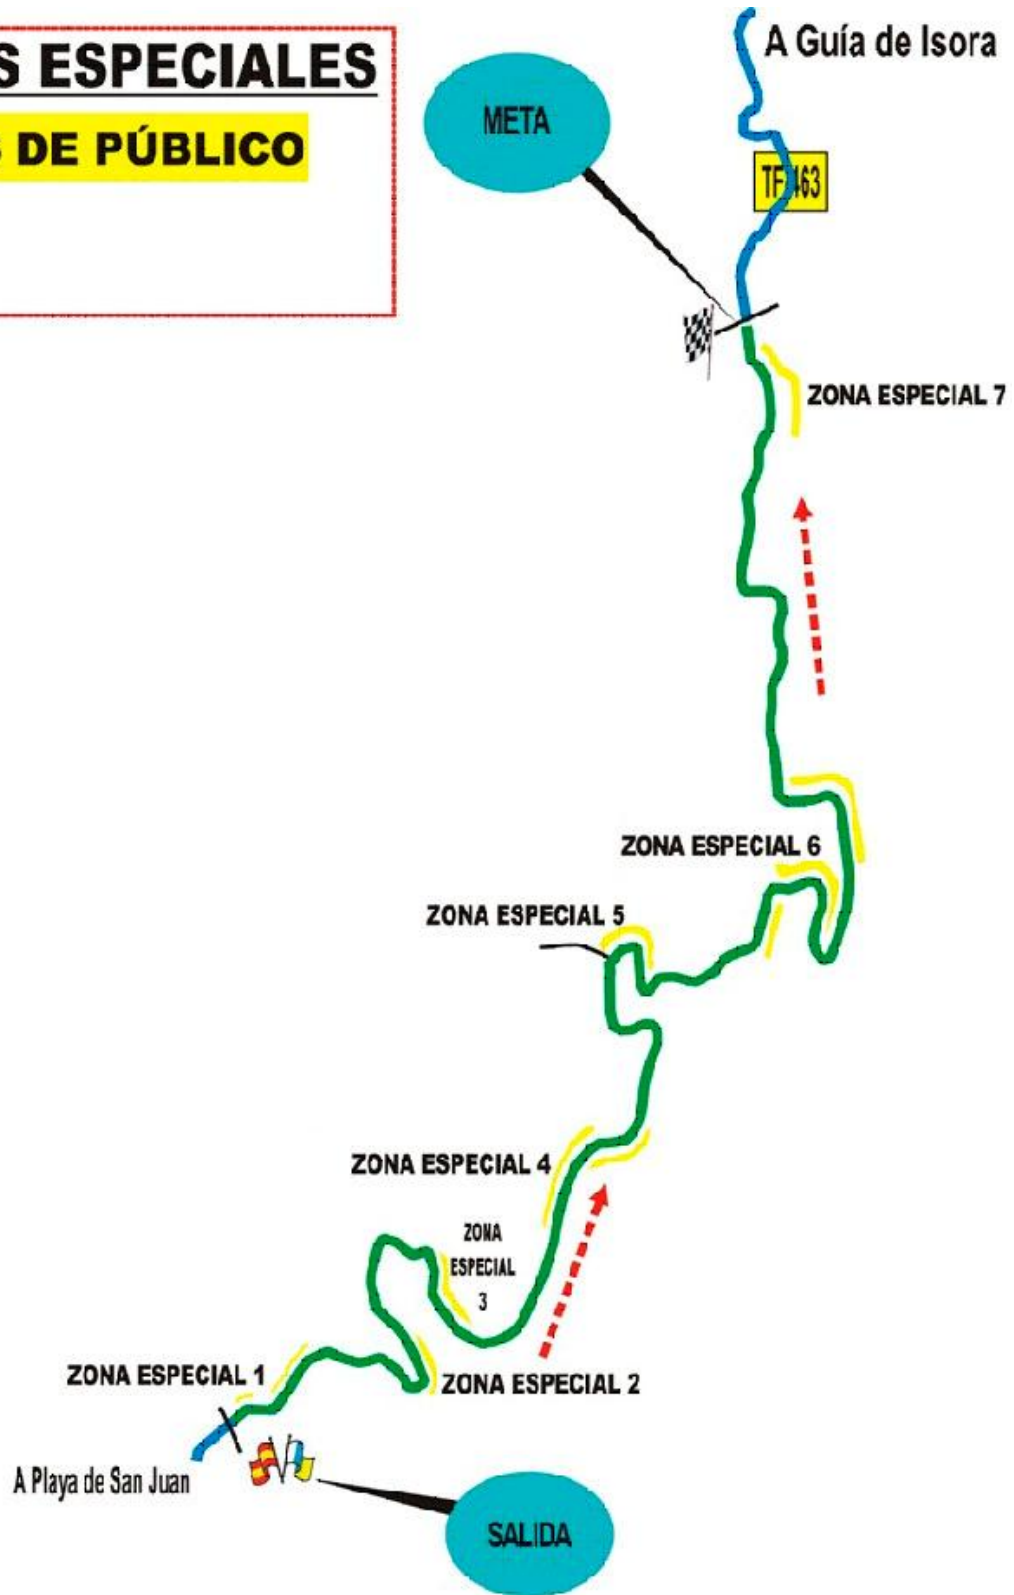 S ESPECIALES
DE PÚBLICO
A Guía de Isora
META
ZONA ESPECIAL 7
ZONA ESPECIAL 6
ZONA ESPECIAL 5
ZONA ESPECIAL 4
ZONA
ESPECIAL
3
ZONA ESPECIAL 1
ZONA ESPECIAL 2
A Playa de San Juan
SALIDA